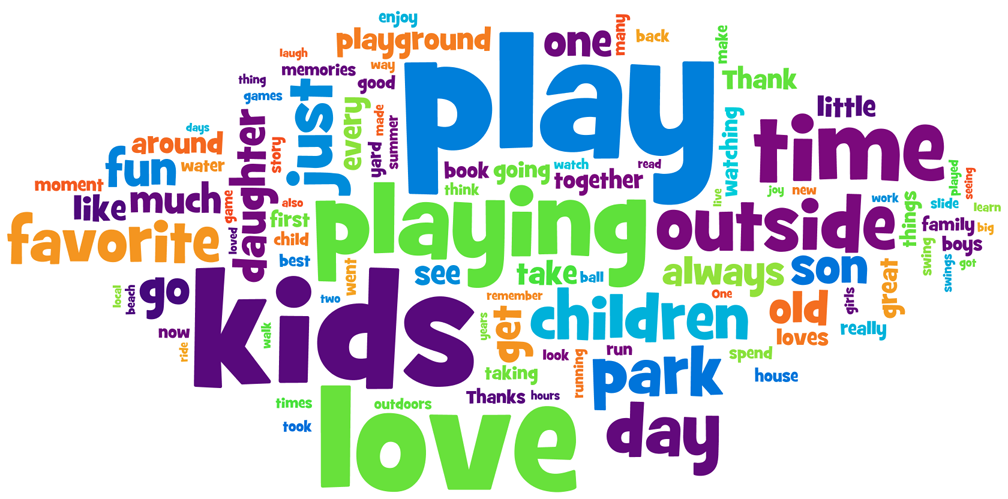 enjoy
playground
one
many
back
make
play
laugh
way
memories
good
thing
games
just
every
made
yard
summer
Thank
watching
little
time
days
around
fun
water
daughter
story
book
going
watch
together
read
think
live
joy
new
work
played
seeing
moment
like
much
game
loved
also
first
child
best
playing
outside
things
slide
learn
family
big
boys
got
swing
swings
favorite
went
see
take
ball
always
son
great
girls
local
beach
go
two
kids
remember
children
One
old
loves
really
now
ride
walk
years
get
look
run
running
park
spend
house
taking
Thanks
hours
times
outdoors
took
love
day